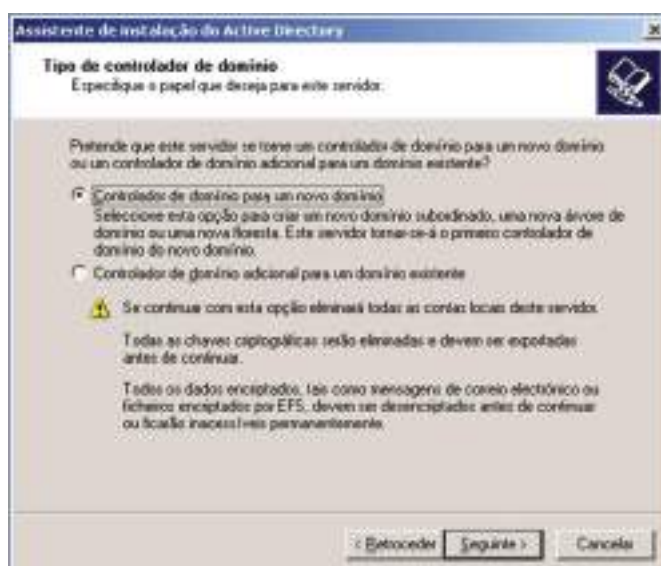 Assistente de instalação do Active Directory
Tipo de controlador de domínio
Especifique o papel que deseja para este servidor.
Pretende que este servidor se torne um controlador de domínio para um novo domínio
ou um controlador de domínio adicional para um domínio existente?
Controlador de domínio para um novo domínio
Seleccione esta opção para criar um novo domínio subordinado, uma nova árvore de
domínio ou uma nova floresta. Este servidor tornar-se-á o primeiro controlador de
domínio do novo domínio.
Controlador de domínio adicional para um domínio existente
Se continuar com esta opção eliminará todas as contas locais deste servidor.
Todas as chaves criptográficas serão eliminadas e devem ser exportadas
antes de continuar.
Todos os dados encriptados, tais como mensagens de correio electrónico ou
ficheiros encriptados por EFS, devem ser desencriptados antes de continuar
ou ficarão inacessíveis permanentemente.
< Retroceder Seguinte > Cancelar